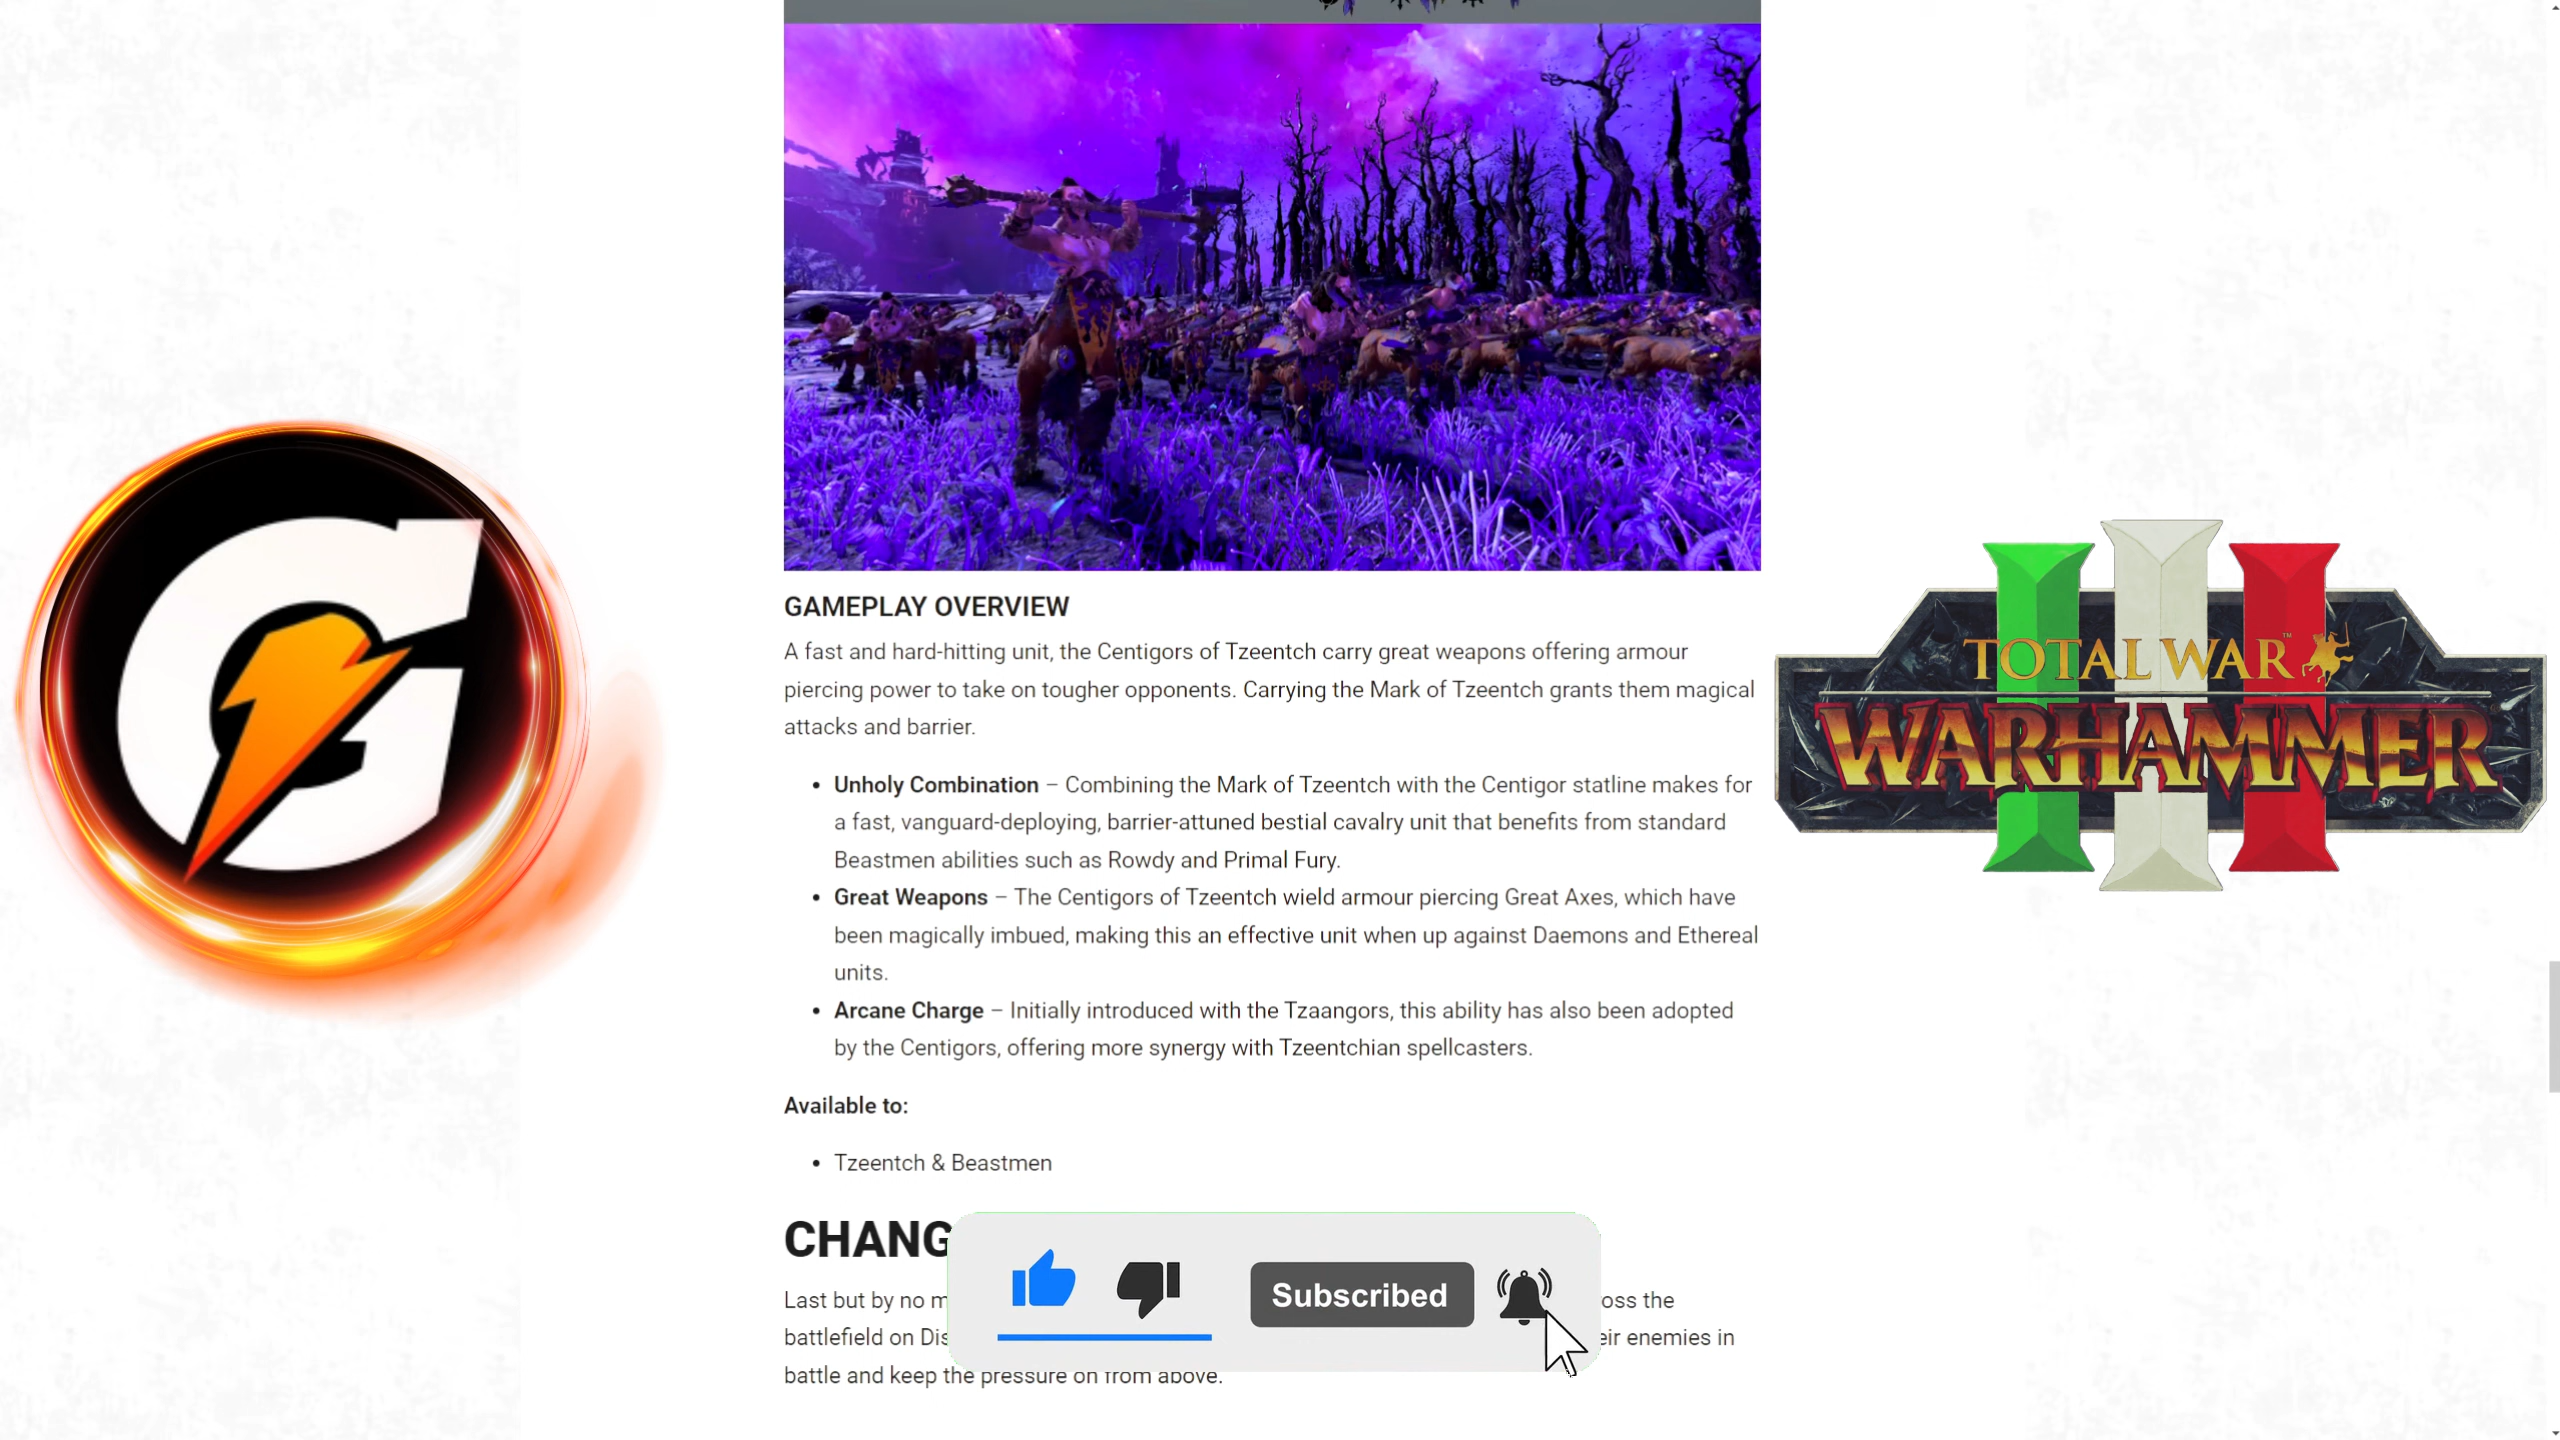 GAMEPLAY OVERVIEW
A fast and hard-hitting unit, the Centigors of Tzeentch carry great weapons offering armour
piercing power to take on tougher opponents. Carrying the Mark of Tzeentch grants them magical
attacks and barrier.
• Unholy Combination – Combining the Mark of Tzeentch with the Centigor statline makes for
a fast, vanguard-deploying, barrier-attuned bestial cavalry unit that benefits from standard
Beastmen abilities such as Rowdy and Primal Fury.
• Great Weapons – The Centigors of Tzeentch wield armour piercing Great Axes, which have
been magically imbued, making this an effective unit when up against Daemons and Ethereal
units.
• Arcane Charge – Initially introduced with the Tzaangors, this ability has also been adopted
by the Centigors, offering more synergy with Tzeentchian spellcasters.
Available to:
• Tzeentch & Beastmen
Last but by no
the
battlefield on
enemies in
battle and keep the pressure on from above.
Subscribed
G
TOTAL WAR™
WARHAMMER
III